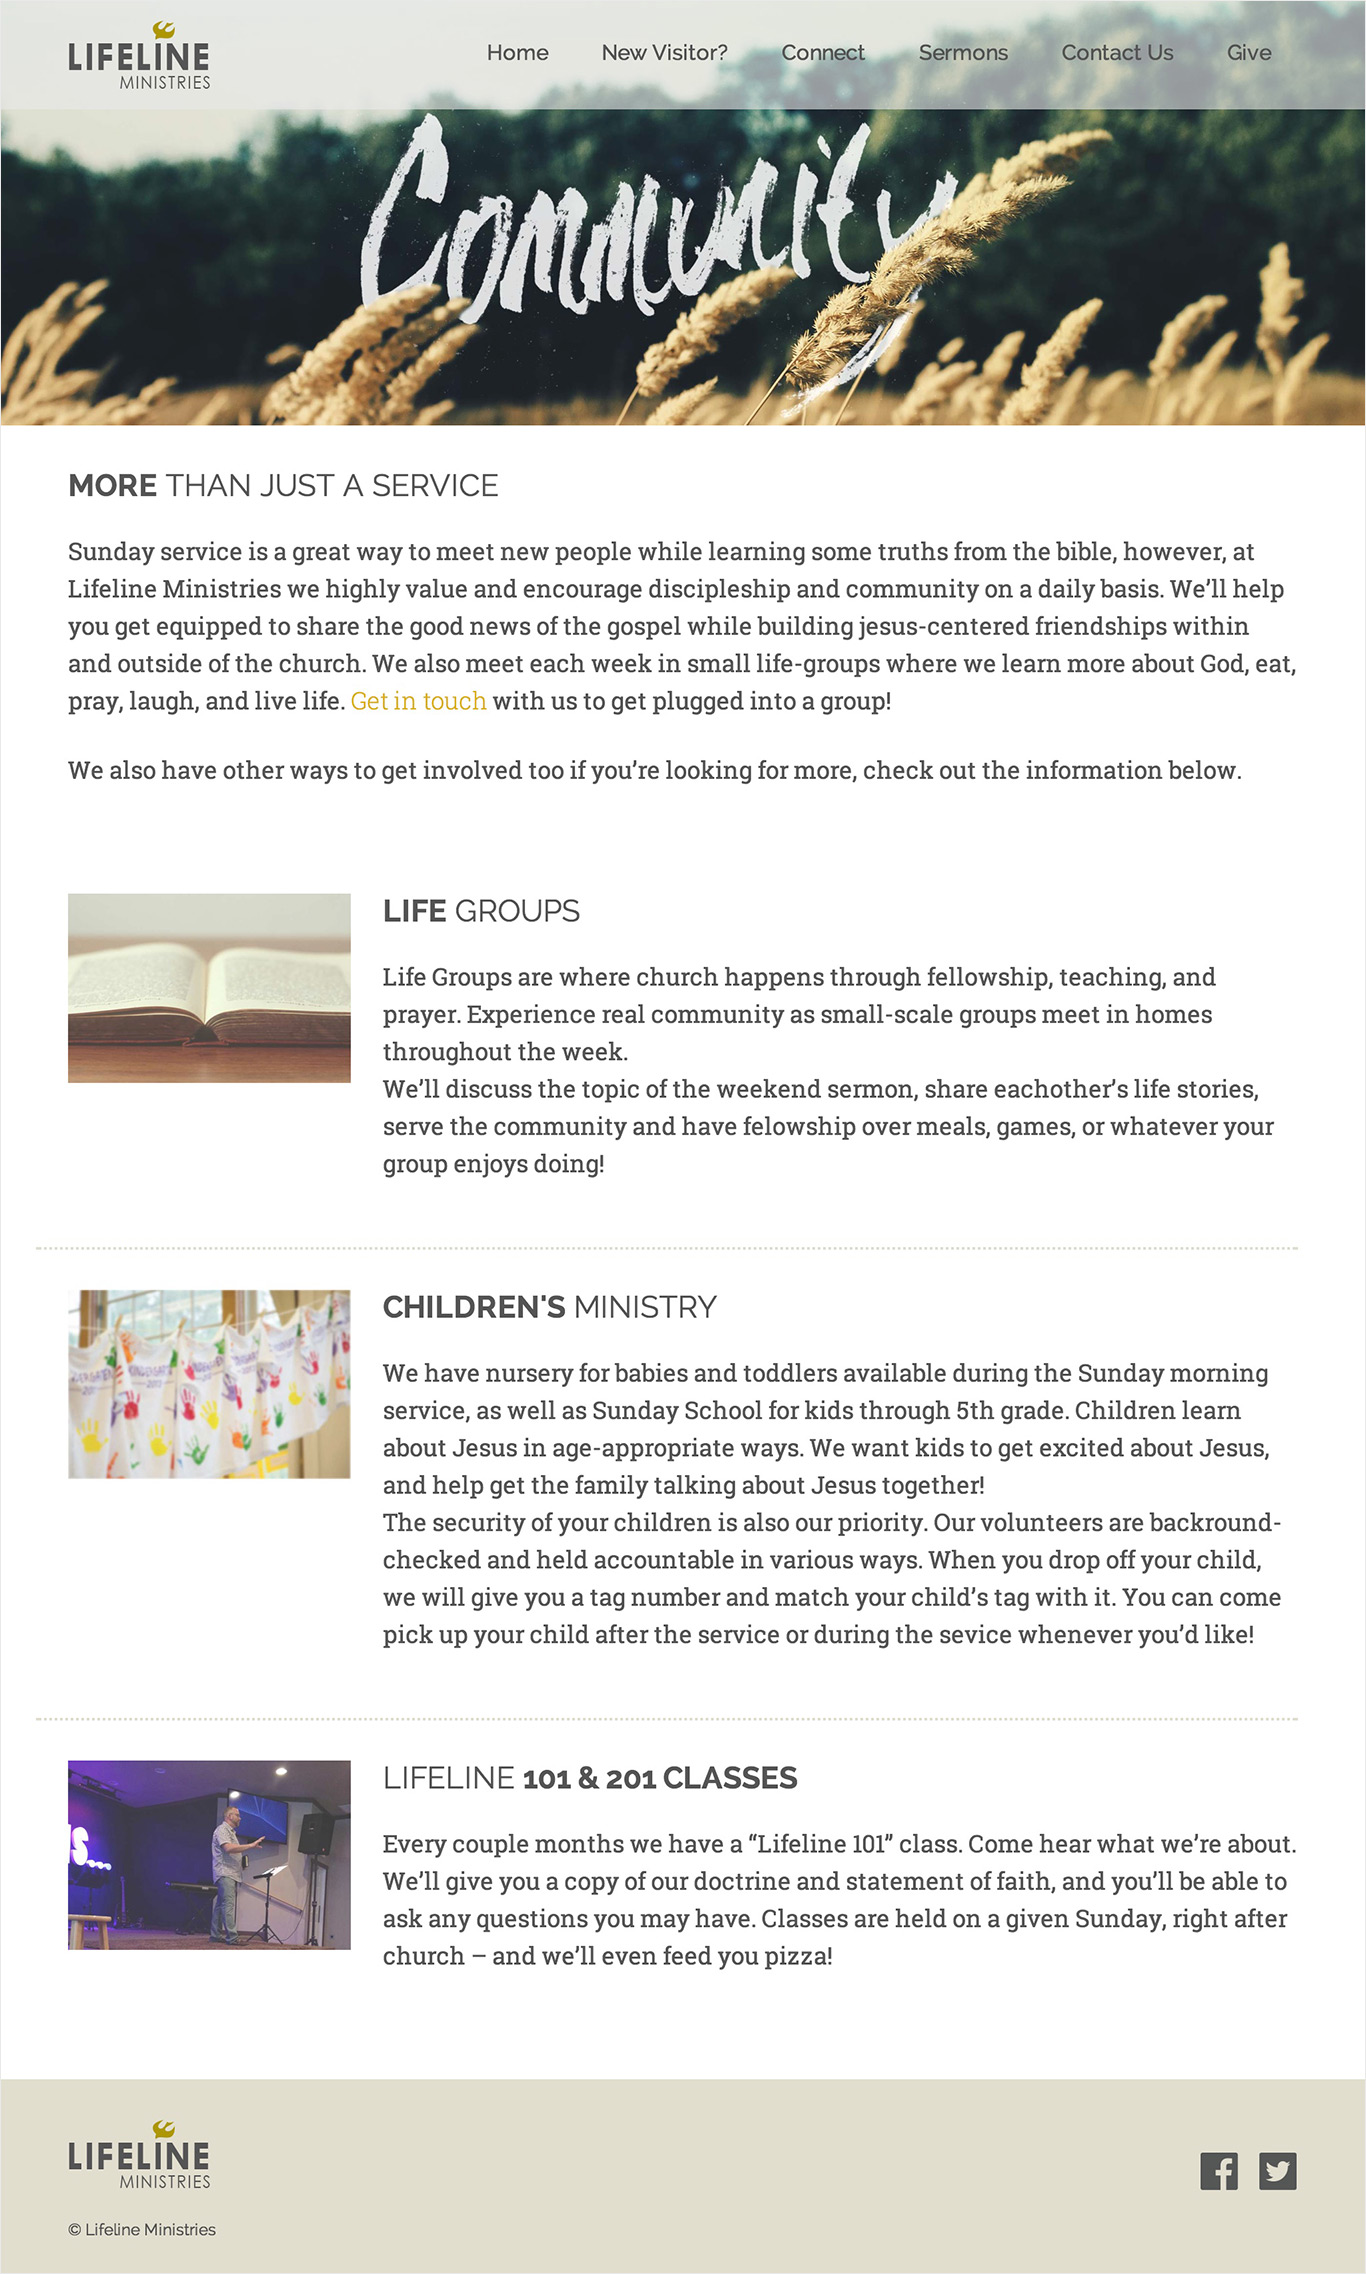 LIFELINE
MINISTRIES
Home New Visitor? Connect Sermons Contact Us Give
Community
MORE THAN JUST A SERVICE
Sunday service is a great way to meet new people while learning some truths from the bible, however, at
Lifeline Ministries we highly value and encourage discipleship and community on a daily basis. We’ll help
you get equipped to share the good news of the gospel while building jesus-centered friendships within
and outside of the church. We also meet each week in small life-groups where we learn more about God, eat,
pray, laugh, and live life. Get in touch with us to get plugged into a group!
We also have other ways to get involved too if you’re looking for more, check out the information below.
LIFE GROUPS
Life Groups are where church happens through fellowship, teaching, and
prayer. Experience real community as small-scale groups meet in homes
throughout the week.
We’ll discuss the topic of the weekend sermon, share eachother’s life stories,
serve the community and have felowship over meals, games, or whatever your
group enjoys doing!
CHILDREN'S MINISTRY
We have nursery for babies and toddlers available during the Sunday morning
service, as well as Sunday School for kids through 5th grade. Children learn
about Jesus in age-appropriate ways. We want kids to get excited about Jesus,
and help get the family talking about Jesus together!
The security of your children is also our priority. Our volunteers are backround-
checked and held accountable in various ways. When you drop off your child,
we will give you a tag number and match your child’s tag with it. You can come
pick up your child after the service or during the sevice whenever you’d like!
LIFELINE 101 & 201 CLASSES
Every couple months we have a “Lifeline 101” class. Come hear what we’re about.
We’ll give you a copy of our doctrine and statement of faith, and you’ll be able to
ask any questions you may have. Classes are held on a given Sunday, right after
church – and we’ll even feed you pizza!
LIFELINE
MINISTRIES
© Lifeline Ministries